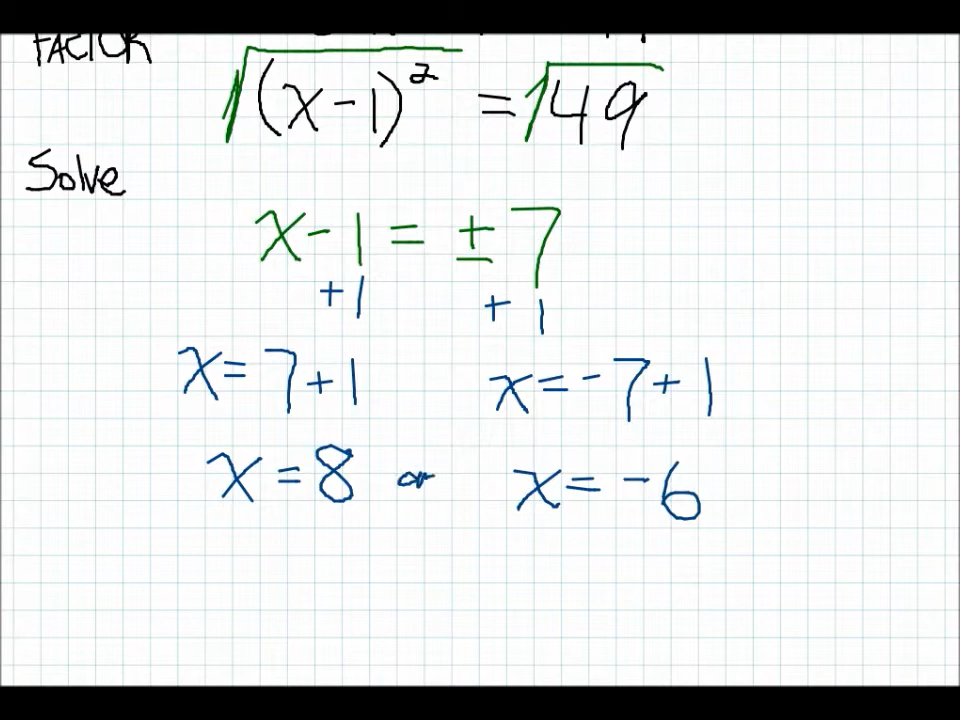 FACTOR
√(x-1)² = √49
Solve
x - 1 = ± 7
+1 + 1
x = 7 + 1 x = -7 + 1
x = 8 or x = -6